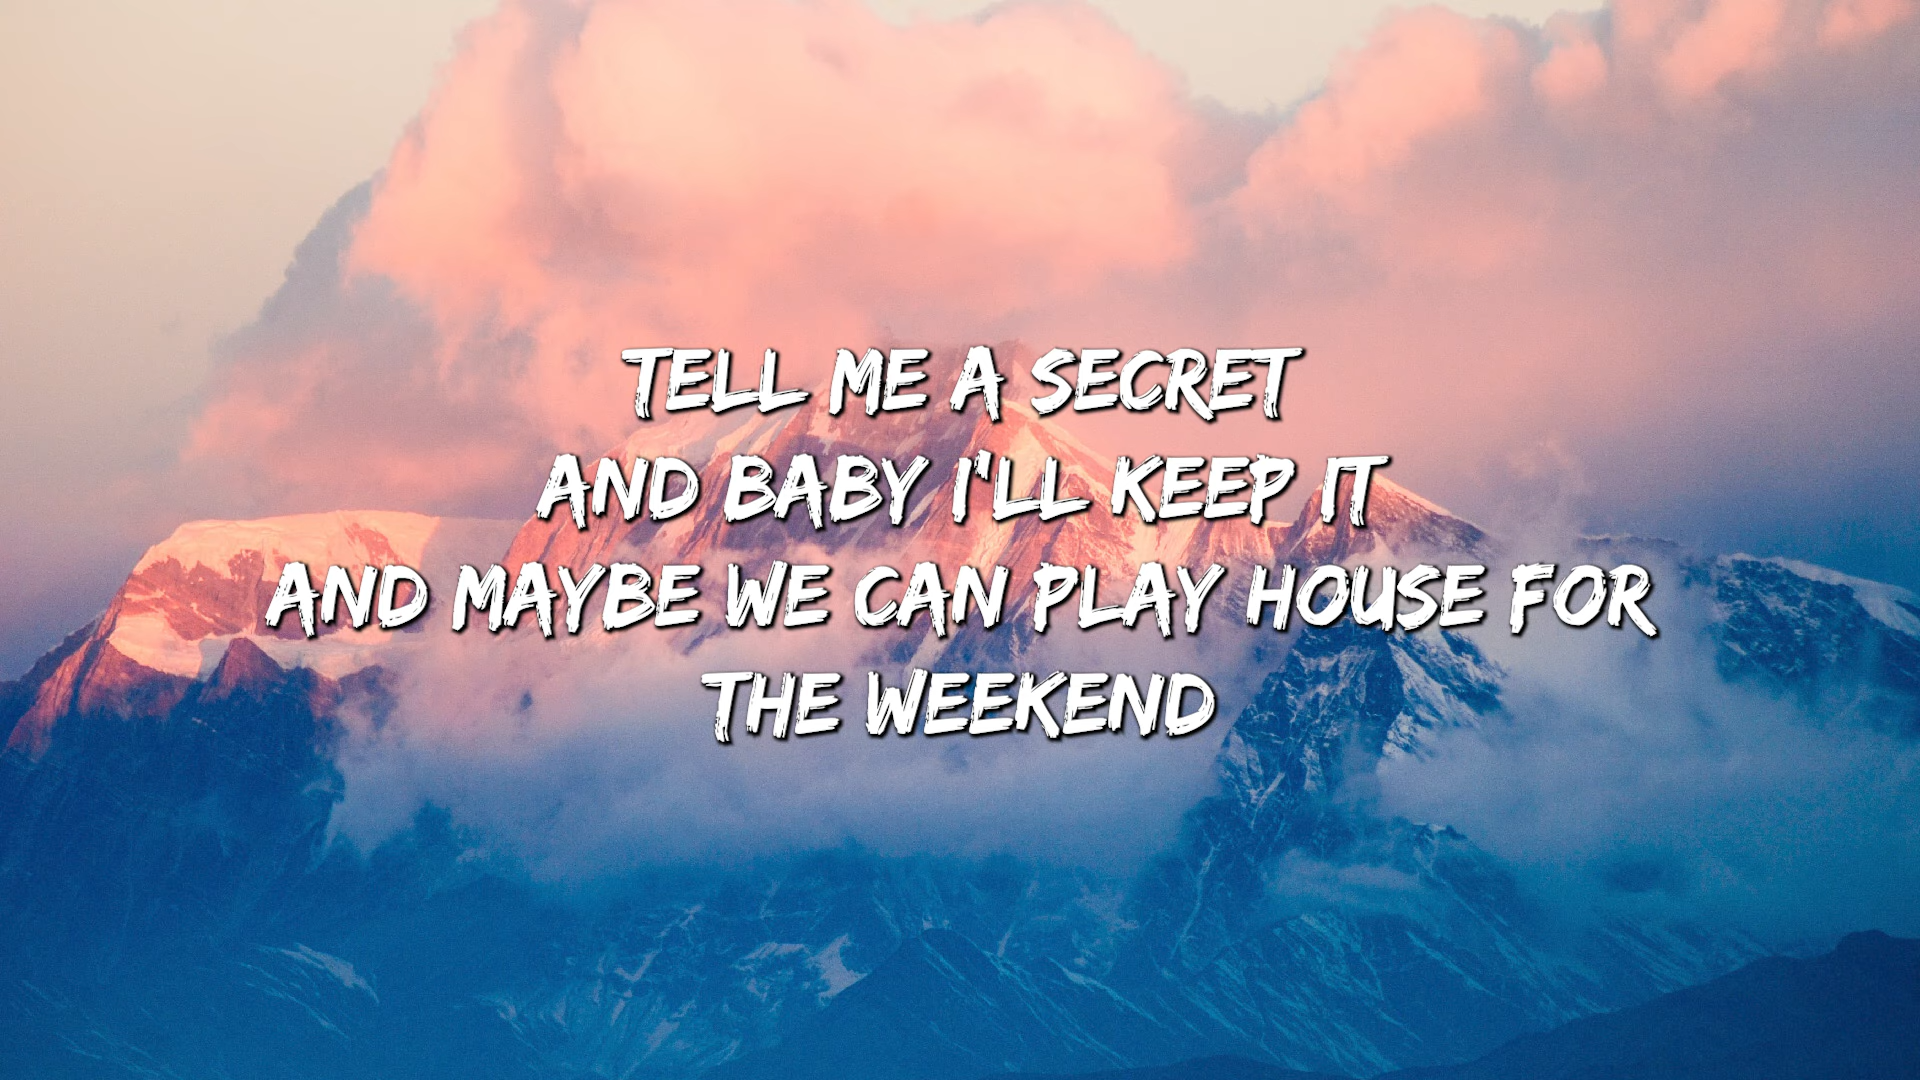 TELL ME A SECRET
AND BABY I'LL KEEP IT
AND MAYBE WE CAN PLAY HOUSE FOR
THE WEEKEND